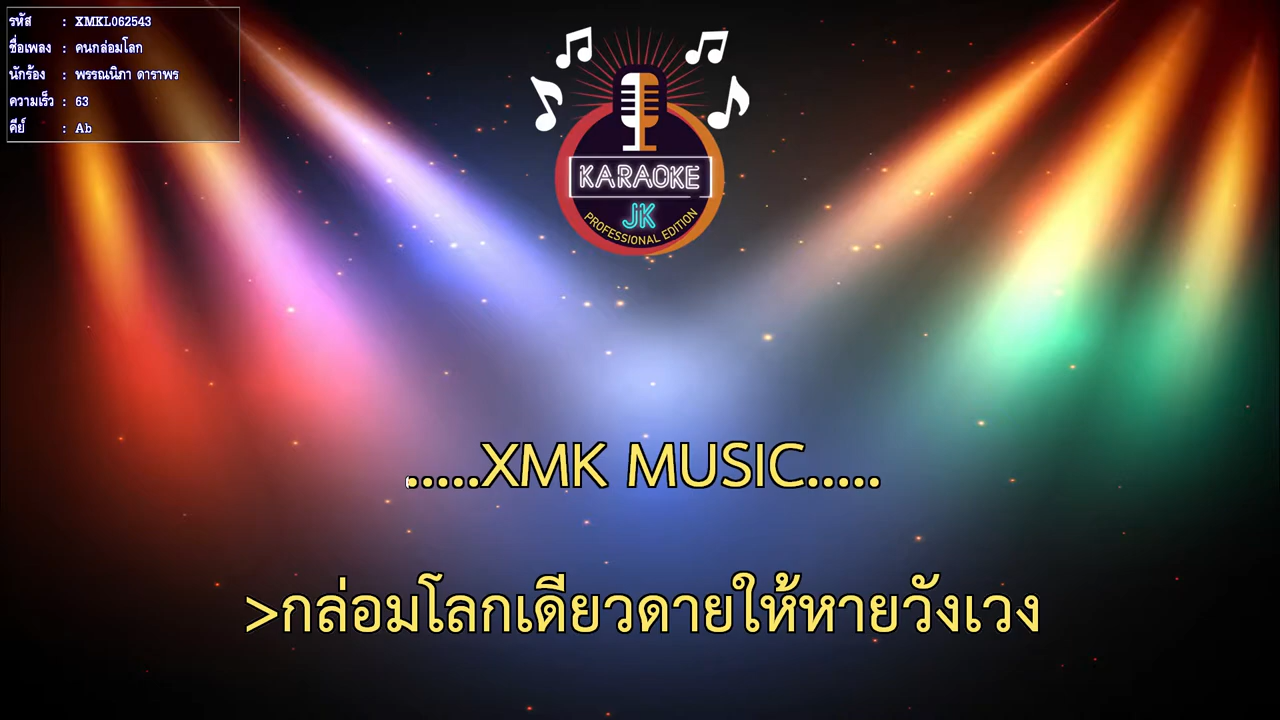 รหัส : XMKL062543
ชื่อเพลง : คนกล่อมโลก
นักร้อง : พรรณนิภา ดาราพร
ความเร็ว : 63
คีย์ : Ab
KARAOKE
JK
PROFESSIONAL EDITION
.....XMK MUSIC.....
>กล่อมโลกเดียวดายให้หายวังเวง